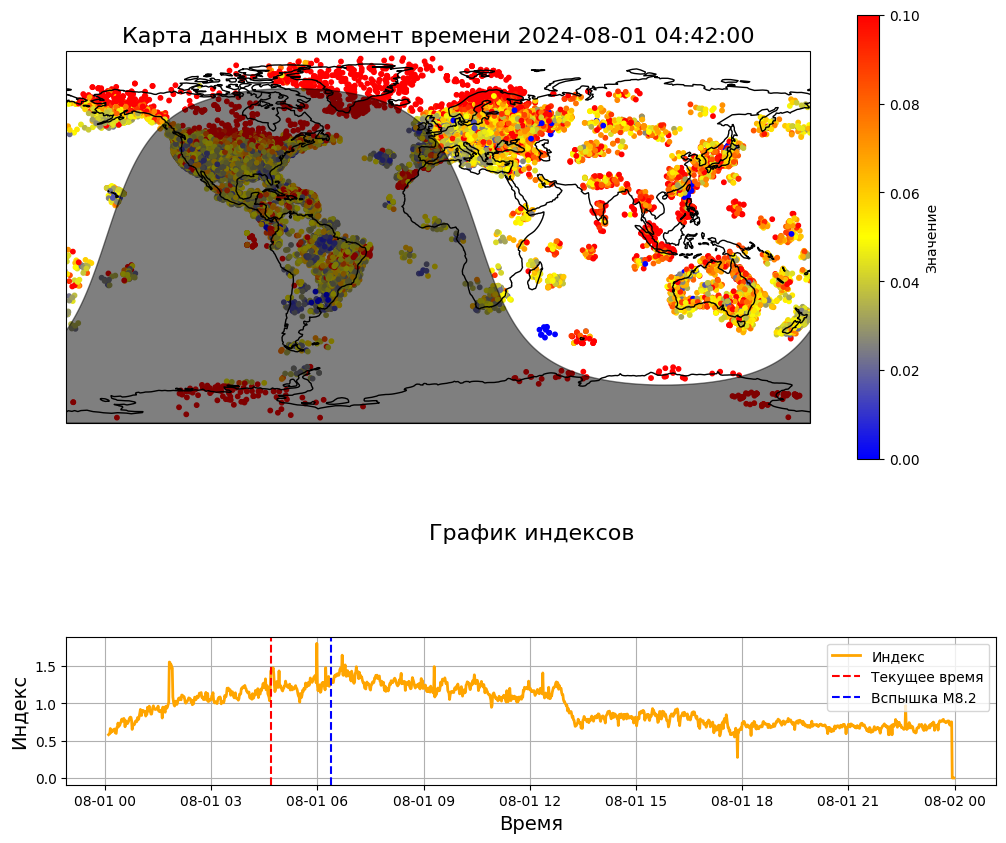 Карта данных в момент времени 2024-08-01 04:42:00
0.10
0.08
0.06
0.04
0.02
0.00
Значение
График индексов
Индекс
1.5
1.0
0.5
0.0
Индекс
Текущее время
Вспышка M8.2
08-01 00
08-01 03
08-01 06
08-01 09
08-01 12
08-01 15
08-01 18
08-01 21
08-02 00
Время